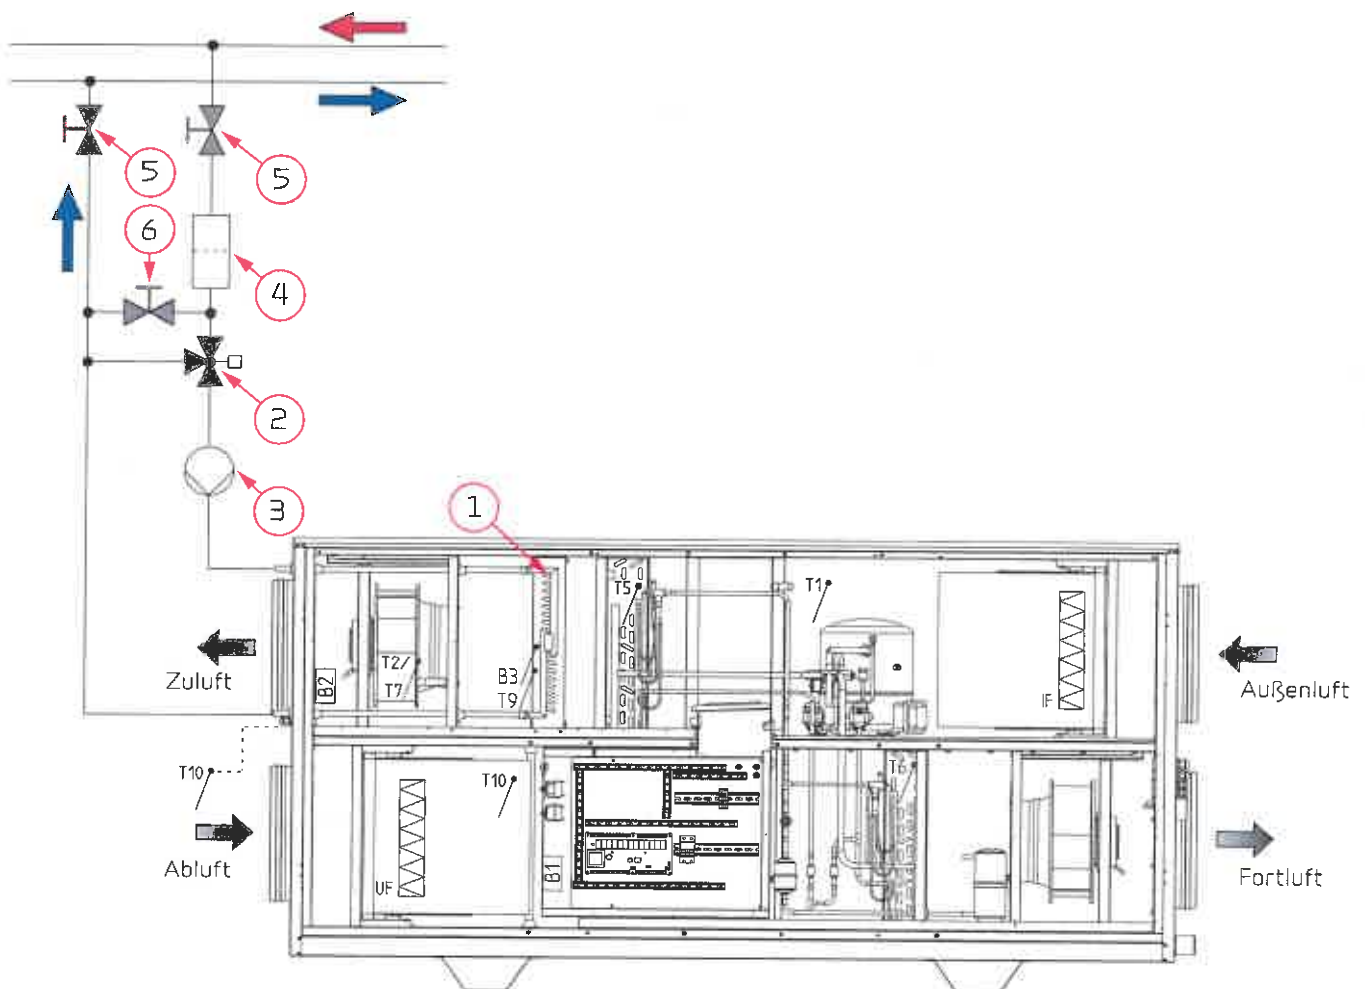 5
5
6
4
2
3
1
T5
T1
T2/
T7
B3
T9
B2
IF
Zuluft
Außenluft
T10
T10
T6
B1
UF
Abluft
Fortluft